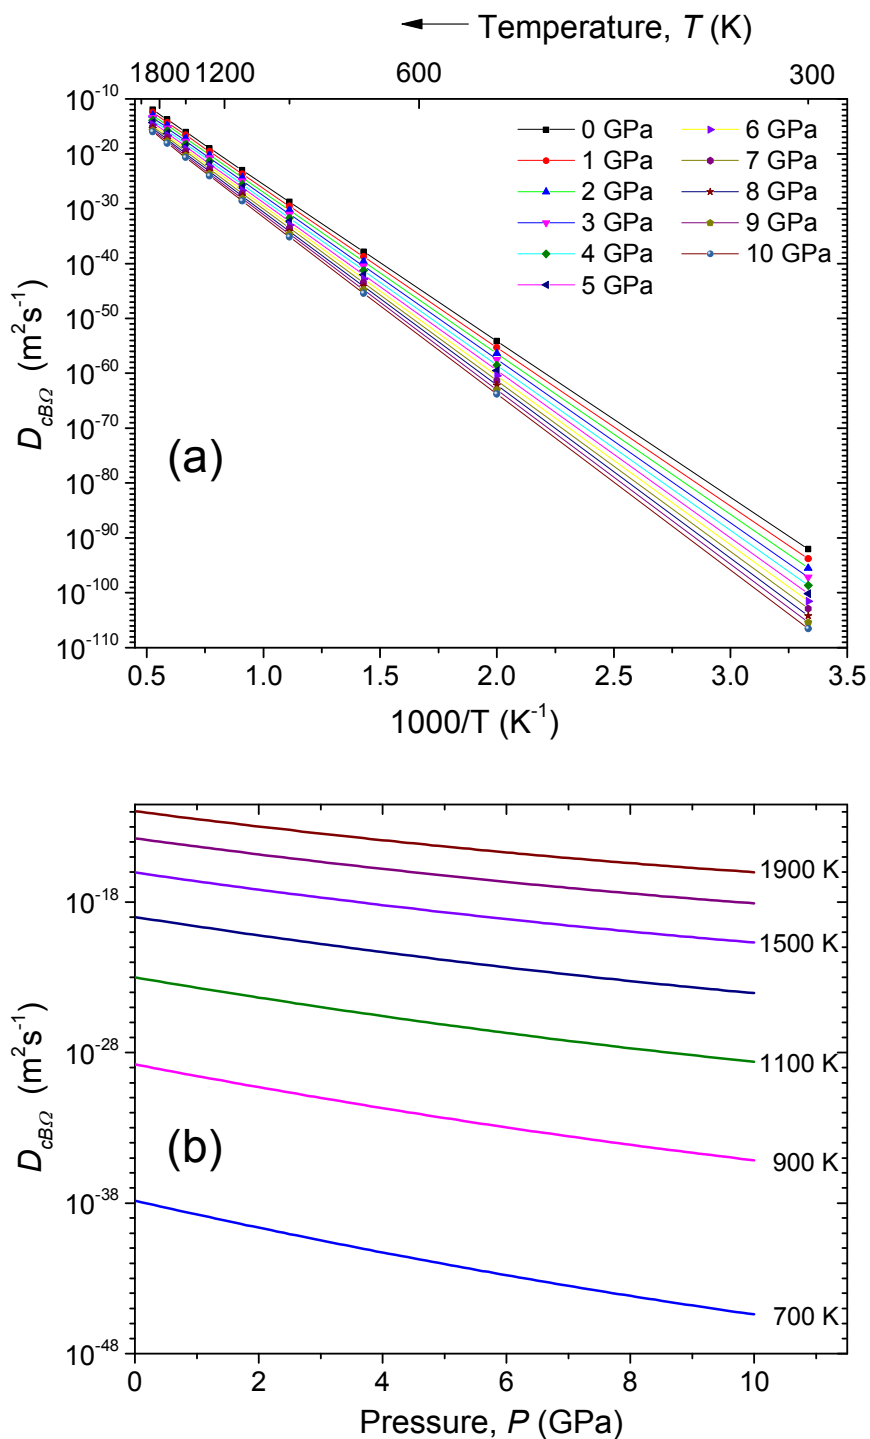 Temperature, T (K)
1800 1200 600 300
10^-10
10^-20
10^-30
10^-40
10^-50
10^-60
10^-70
10^-80
10^-90
10^-100
10^-110
D_cBΩ (m²s⁻¹)
0 GPa 6 GPa
1 GPa 7 GPa
2 GPa 8 GPa
3 GPa 9 GPa
4 GPa 10 GPa
5 GPa
(a)
0.5 1.0 1.5 2.0 2.5 3.0 3.5
1000/T (K⁻¹)
10^-18
10^-28
10^-38
10^-48
D_cBΩ (m²s⁻¹)
1900 K
1500 K
1100 K
900 K
700 K
(b)
0 2 4 6 8 10
Pressure, P (GPa)